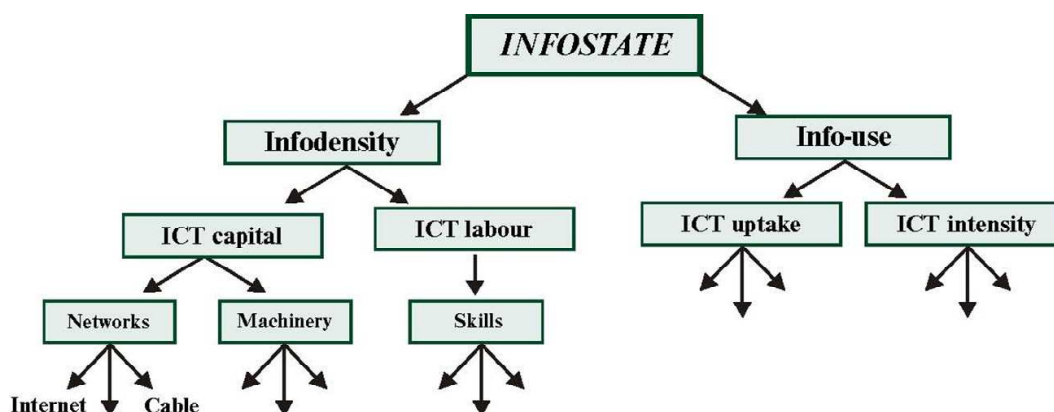 INFOSTATE
Infodensity
Info-use
ICT capital
ICT labour
ICT uptake
ICT intensity
Networks
Machinery
Skills
Internet
Cable